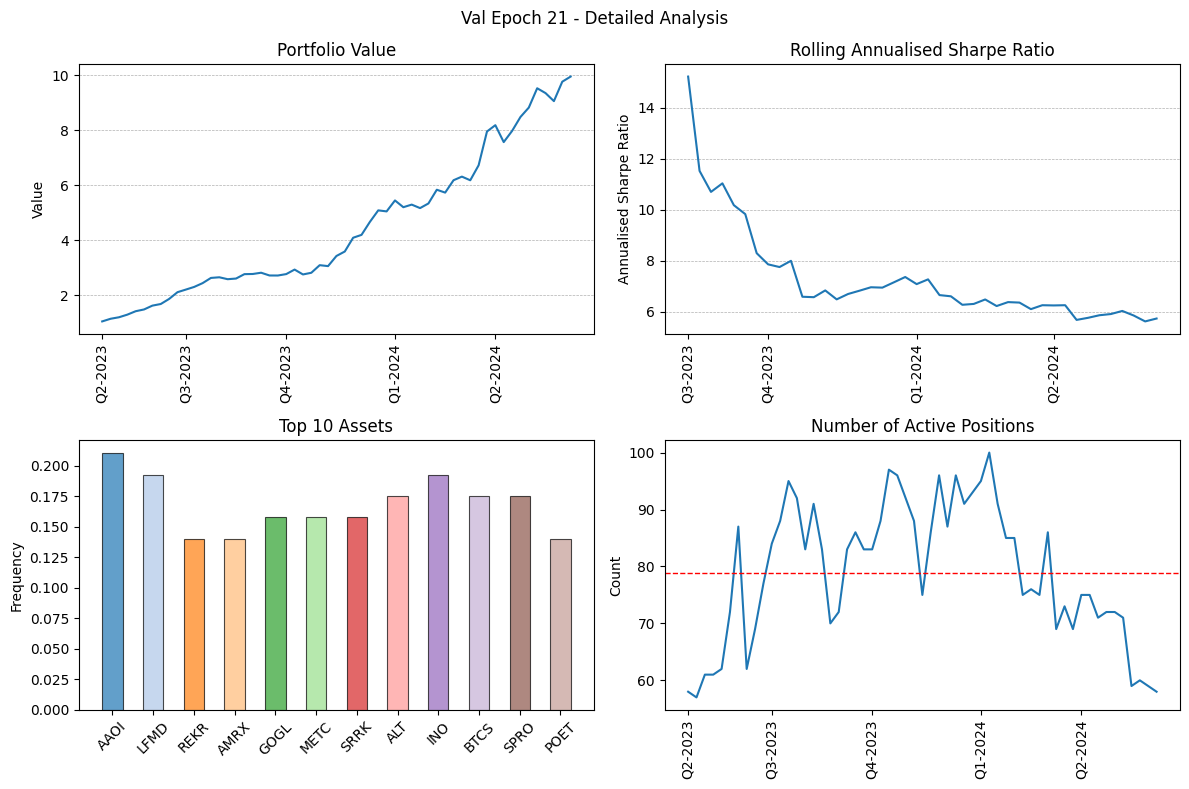 Val Epoch 21 - Detailed Analysis
Portfolio Value
Value
10
8
6
4
2
Q2-2023
Q3-2023
Q4-2023
Q1-2024
Q2-2024
Rolling Annualised Sharpe Ratio
Annualised Sharpe Ratio
14
12
10
8
6
Q3-2023
Q4-2023
Q1-2024
Q2-2024
Top 10 Assets
Frequency
0.200
0.175
0.150
0.125
0.100
0.075
0.050
0.025
0.000
AAOI
LFMD
REKR
AMRX
GOGL
METC
SRRK
ALT
INO
BTCS
SPRO
POET
Number of Active Positions
Count
100
90
80
70
60
Q2-2023
Q3-2023
Q4-2023
Q1-2024
Q2-2024